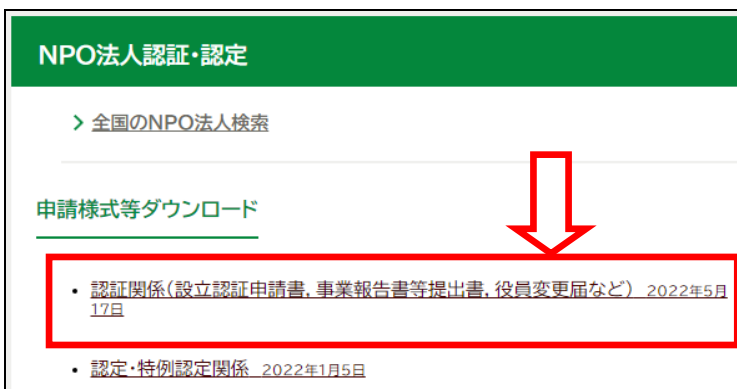 NPO法人認証・認定
全国のNPO法人検索
申請様式等ダウンロード
・認証関係(設立認証申請書,事業報告書等提出書,役員変更届など) 2022年5月
17日
・認定・特例認定関係 2022年1月5日